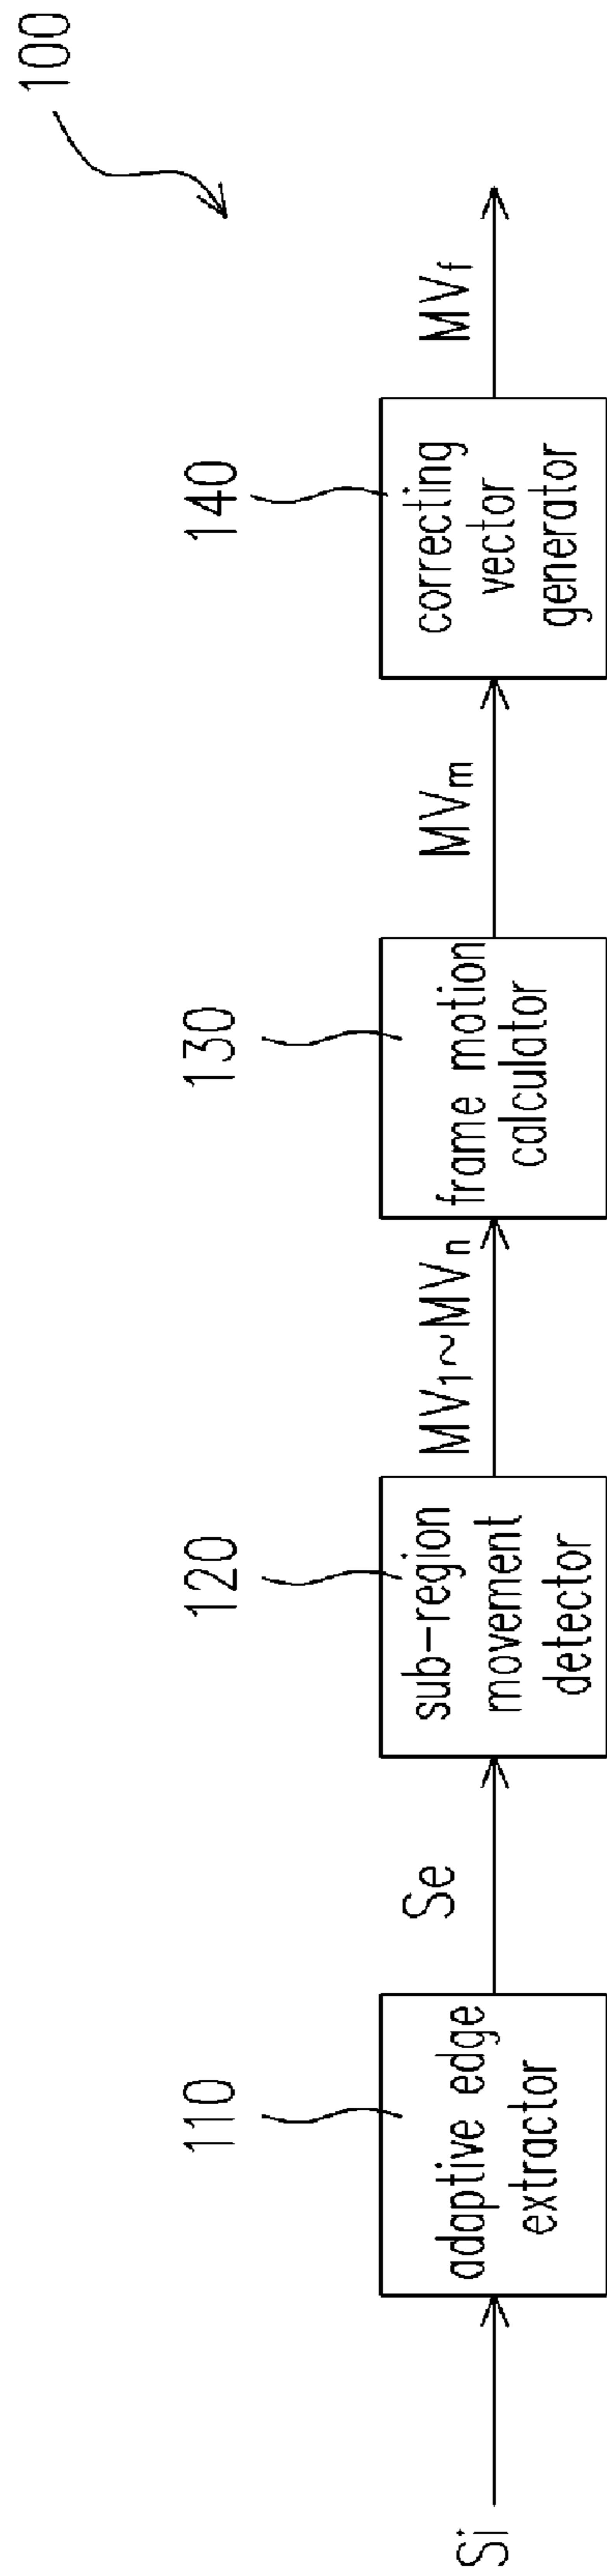 100
110
120
130
140
Si
adaptive edge
extractor
Se
sub-region
movement
detector
MV₁~MVₙ
frame motion
calculator
MVₘ
correcting
vector
generator
MV_f